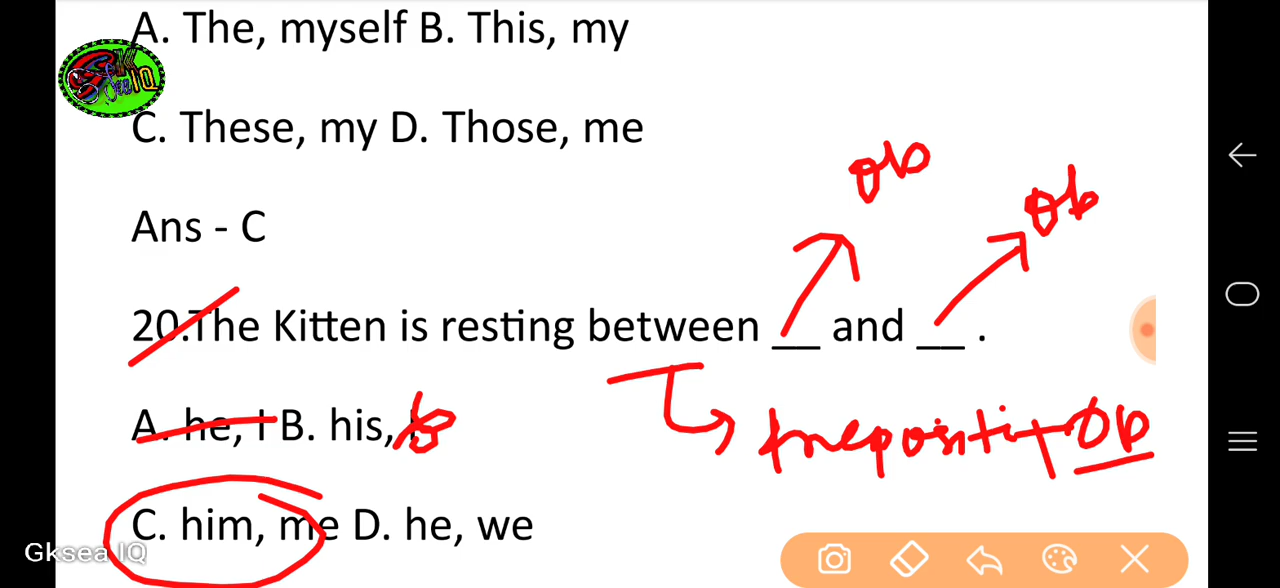 A. The, myself B. This, my
C. These, my D. Those, me
Ans - C
ob
ob
20.The Kitten is resting between __ and __ .
A. he, I B. his,
preposition ob
C. him, me D. he, we
Gksea IQ